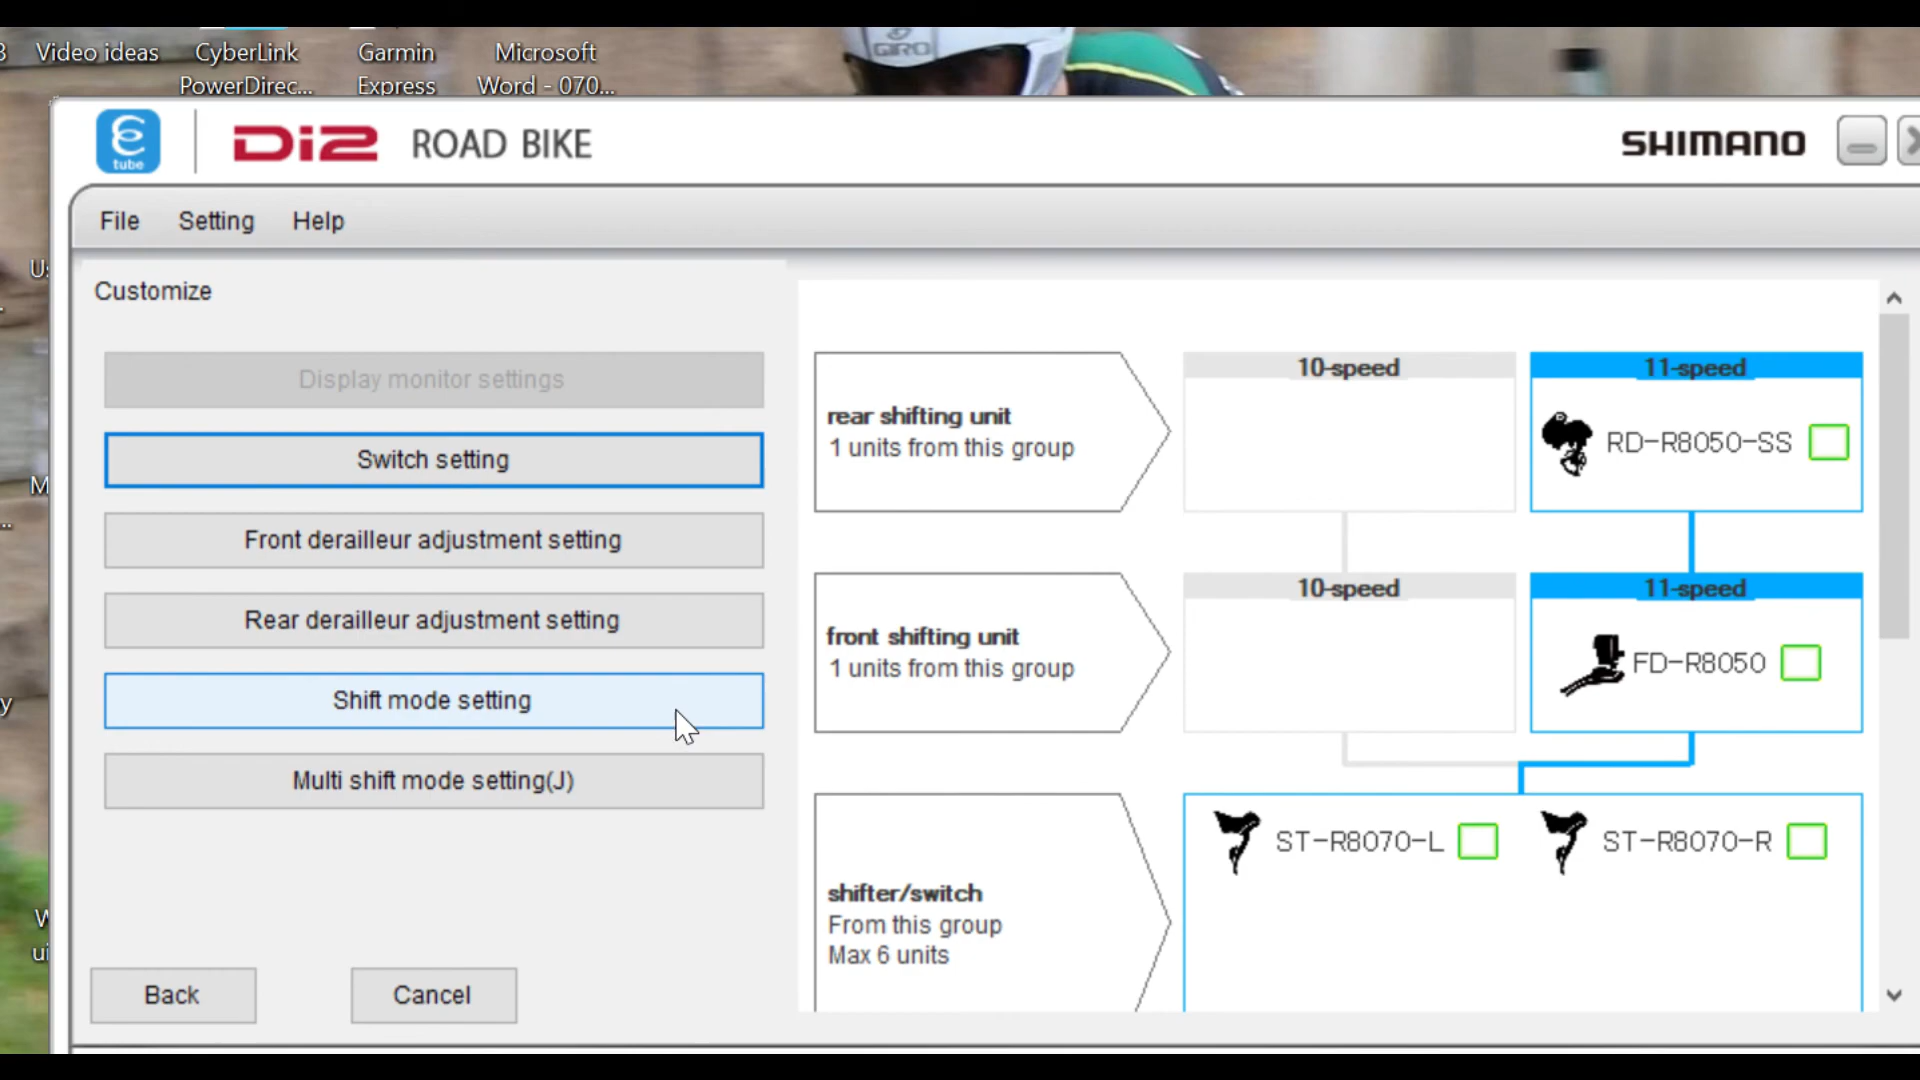 Video ideas
CyberLink
PowerDirec...
Garmin
Express
Microsoft
Word - 070...
GIRO
e
tube
Di2 ROAD BIKE
SHIMANO
File Setting Help
Customize
Display monitor settings
Switch setting
Front derailleur adjustment setting
Rear derailleur adjustment setting
Shift mode setting
Multi shift mode setting(J)
Back
Cancel
rear shifting unit
1 units from this group
10-speed
11-speed
RD-R8050-SS
front shifting unit
1 units from this group
10-speed
11-speed
FD-R8050
shifter/switch
From this group
Max 6 units
ST-R8070-L
ST-R8070-R